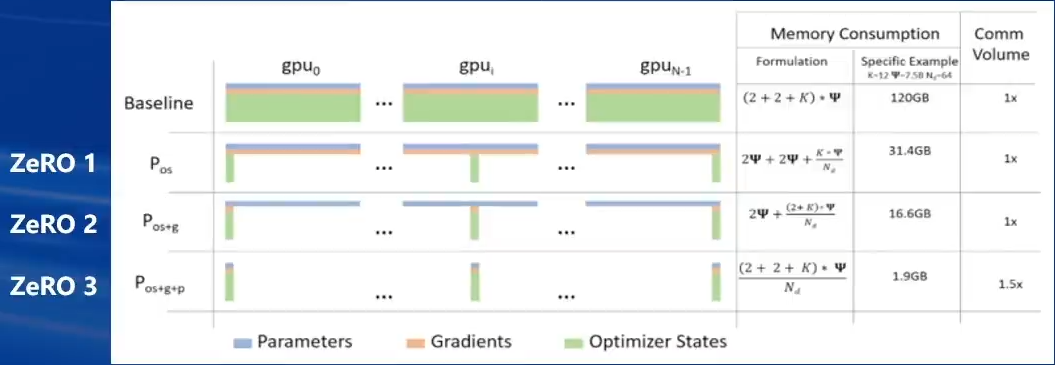 Memory Consumption
Comm
Volume
gpu₀
gpuᵢ
gpu_N-1
Formulation
Specific Example
K=12 Ψ=7.5B N_d=64
Baseline
...
...
(2 + 2 + K) * Ψ
120GB
1x
ZeRO 1
P_os
...
...
2Ψ + 2Ψ + (K * Ψ)/N_d
31.4GB
1x
ZeRO 2
P_os+g
...
...
2Ψ + ((2+K)*Ψ)/N_d
16.6GB
1x
ZeRO 3
P_os+g+p
...
...
((2 + 2 + K) * Ψ)/N_d
1.9GB
1.5x
Parameters
Gradients
Optimizer States